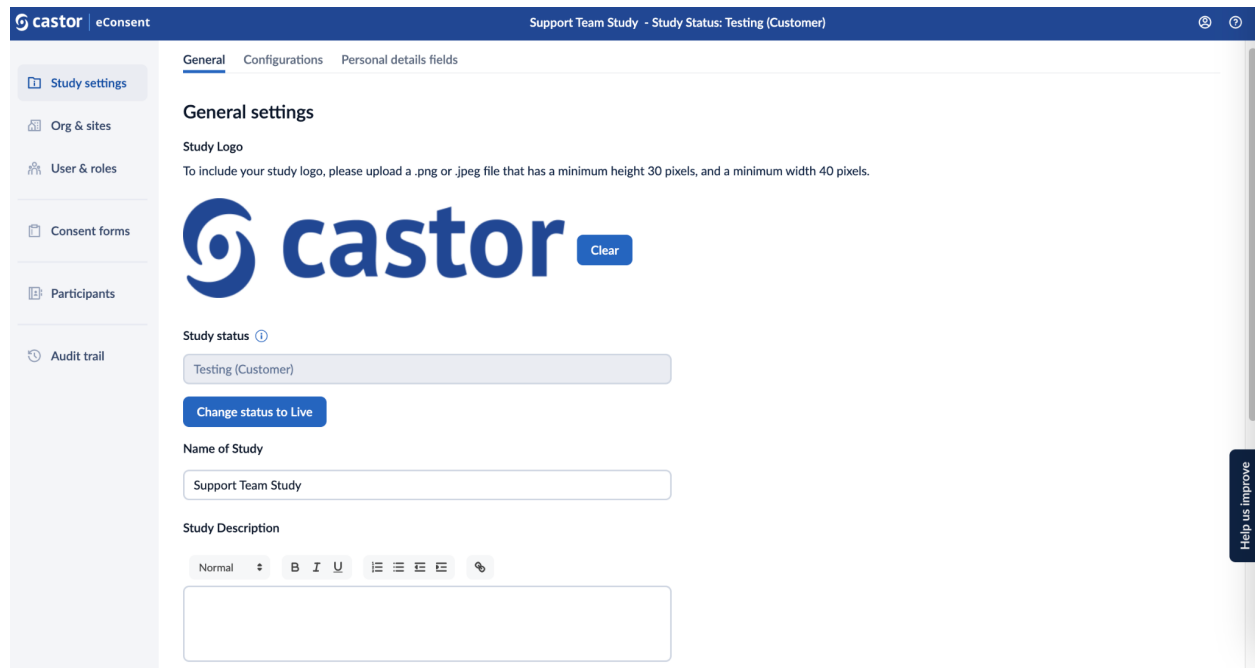 castor eConsent
Support Team Study - Study Status: Testing (Customer)
Study settings
Org & sites
User & roles
Consent forms
Participants
Audit trail
General Configurations Personal details fields
General settings
Study Logo
To include your study logo, please upload a .png or .jpeg file that has a minimum height 30 pixels, and a minimum width 40 pixels.
castor
Clear
Study status
Testing (Customer)
Change status to Live
Name of Study
Support Team Study
Study Description
Normal B I U
Help us improve